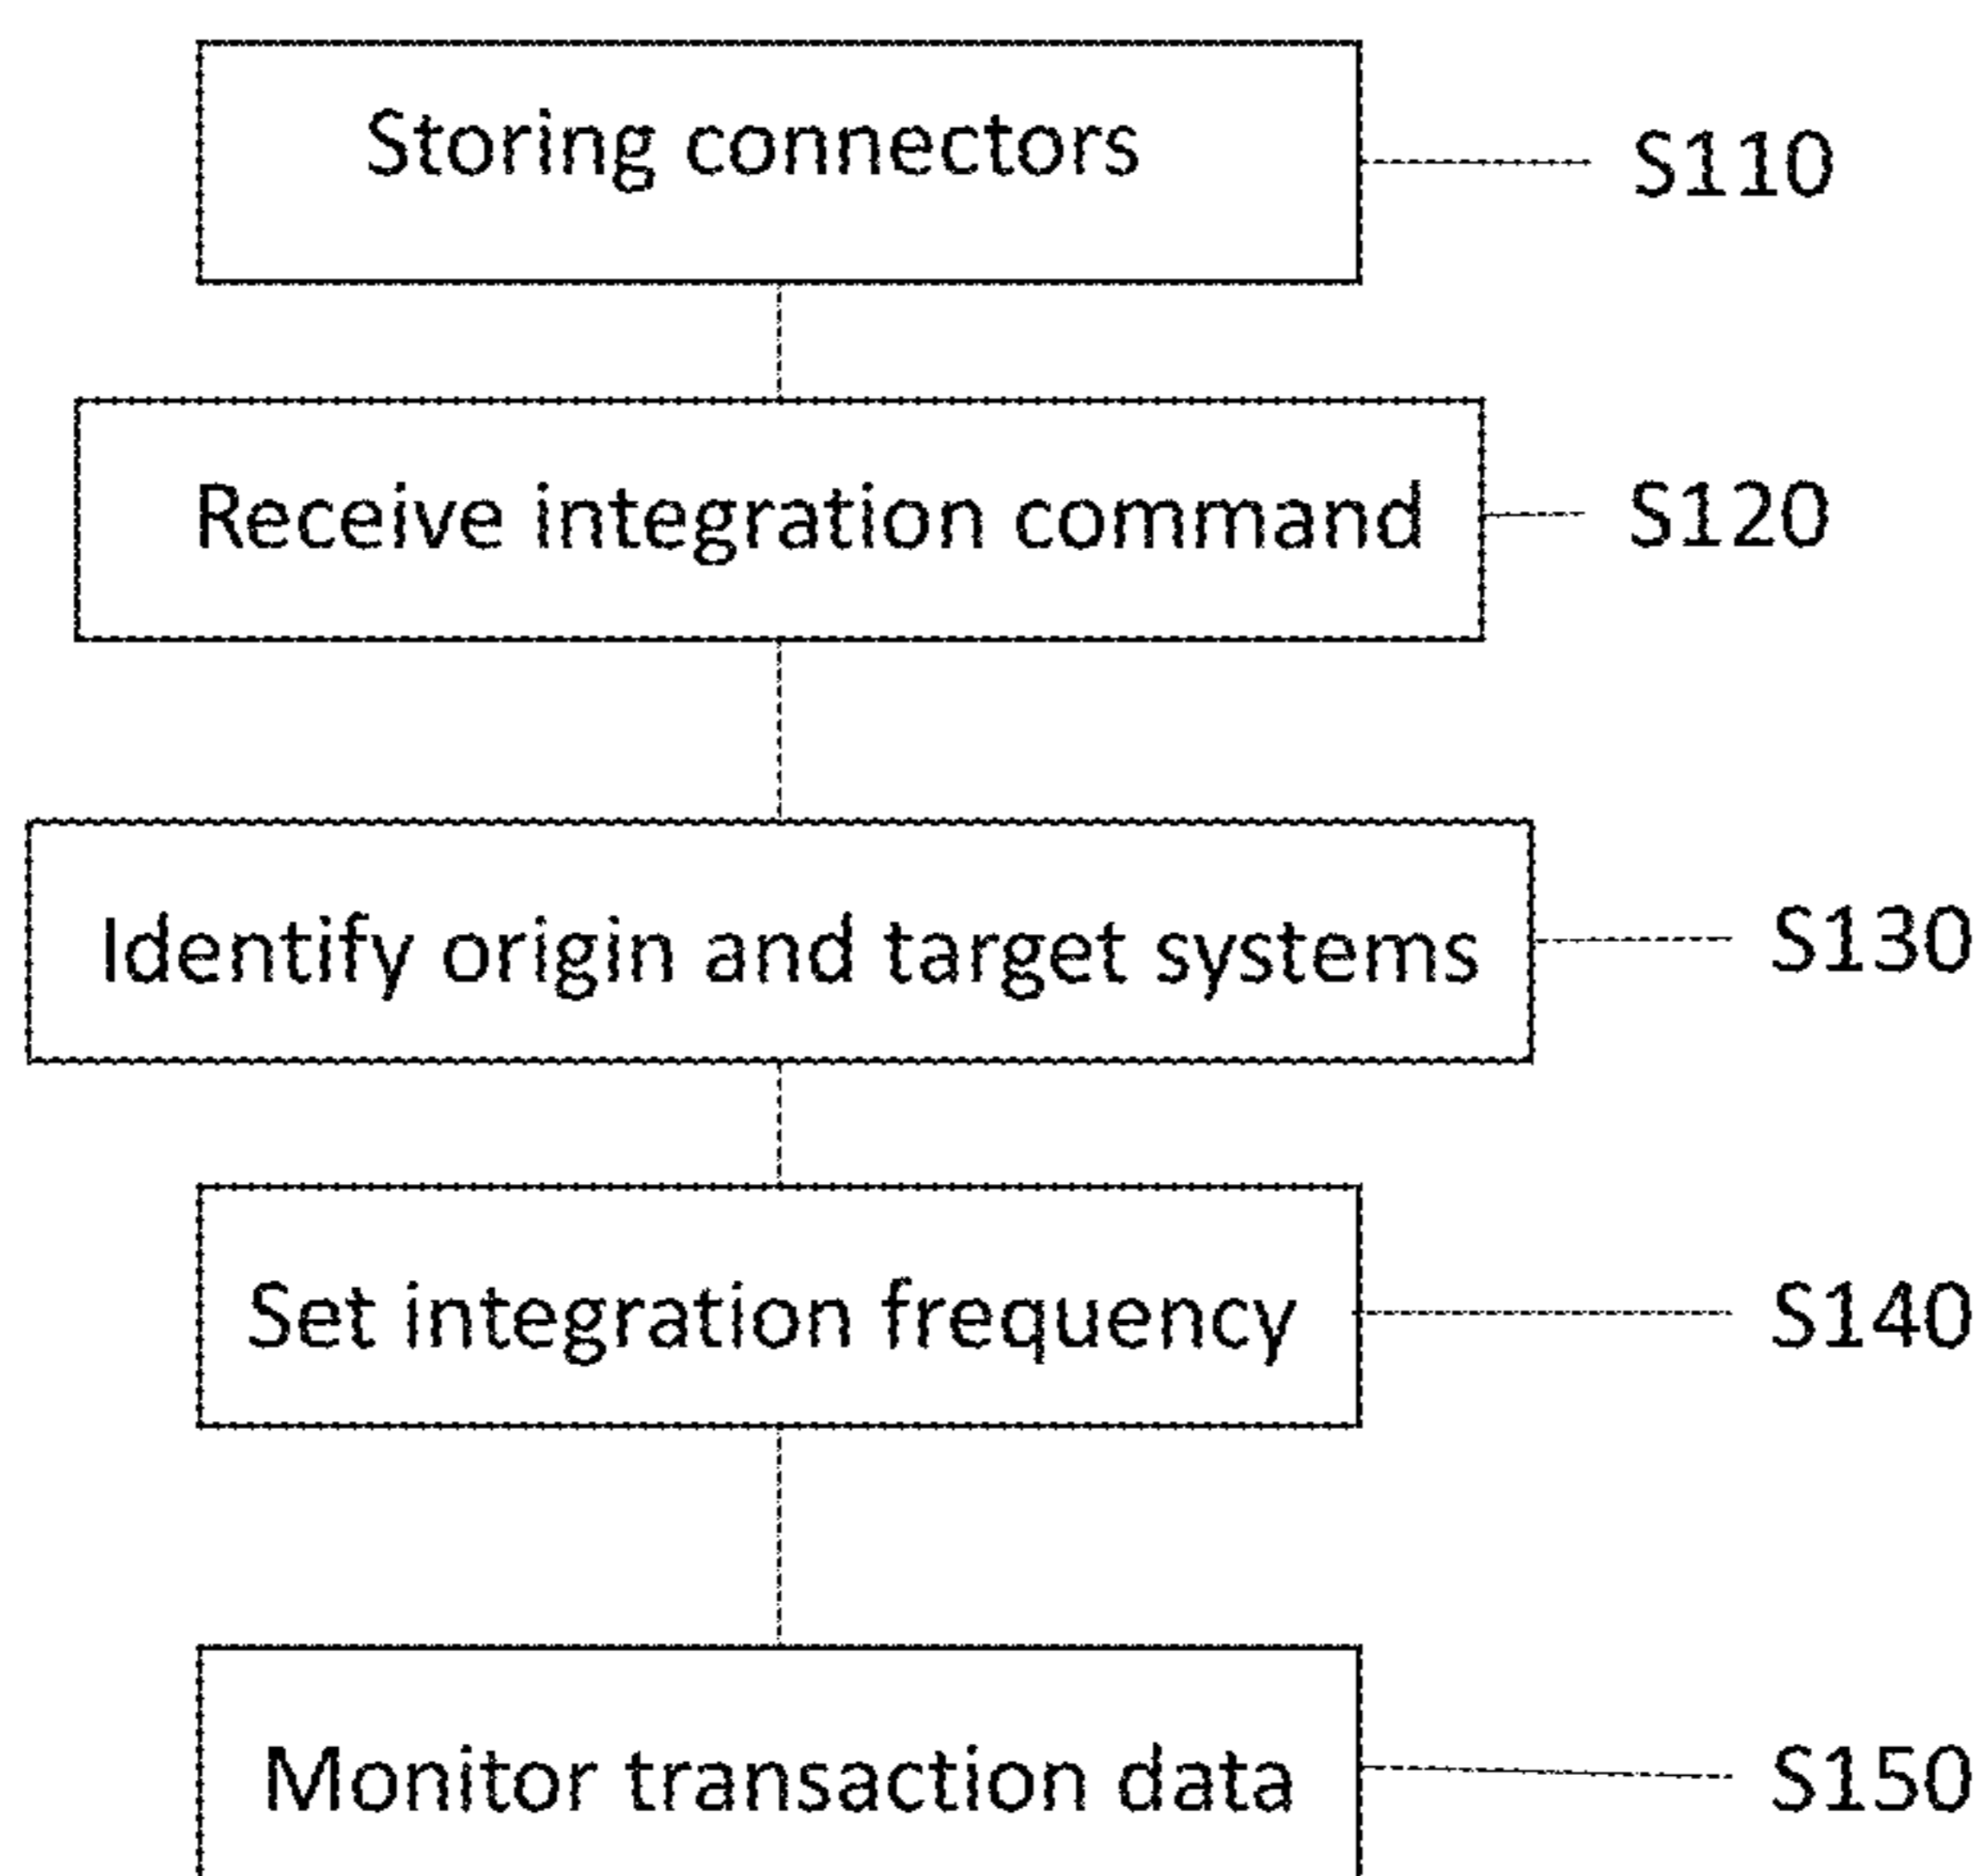 Storing connectors
S110
Receive integration command
S120
Identify origin and target systems
S130
Set integration frequency
S140
Monitor transaction data
S150